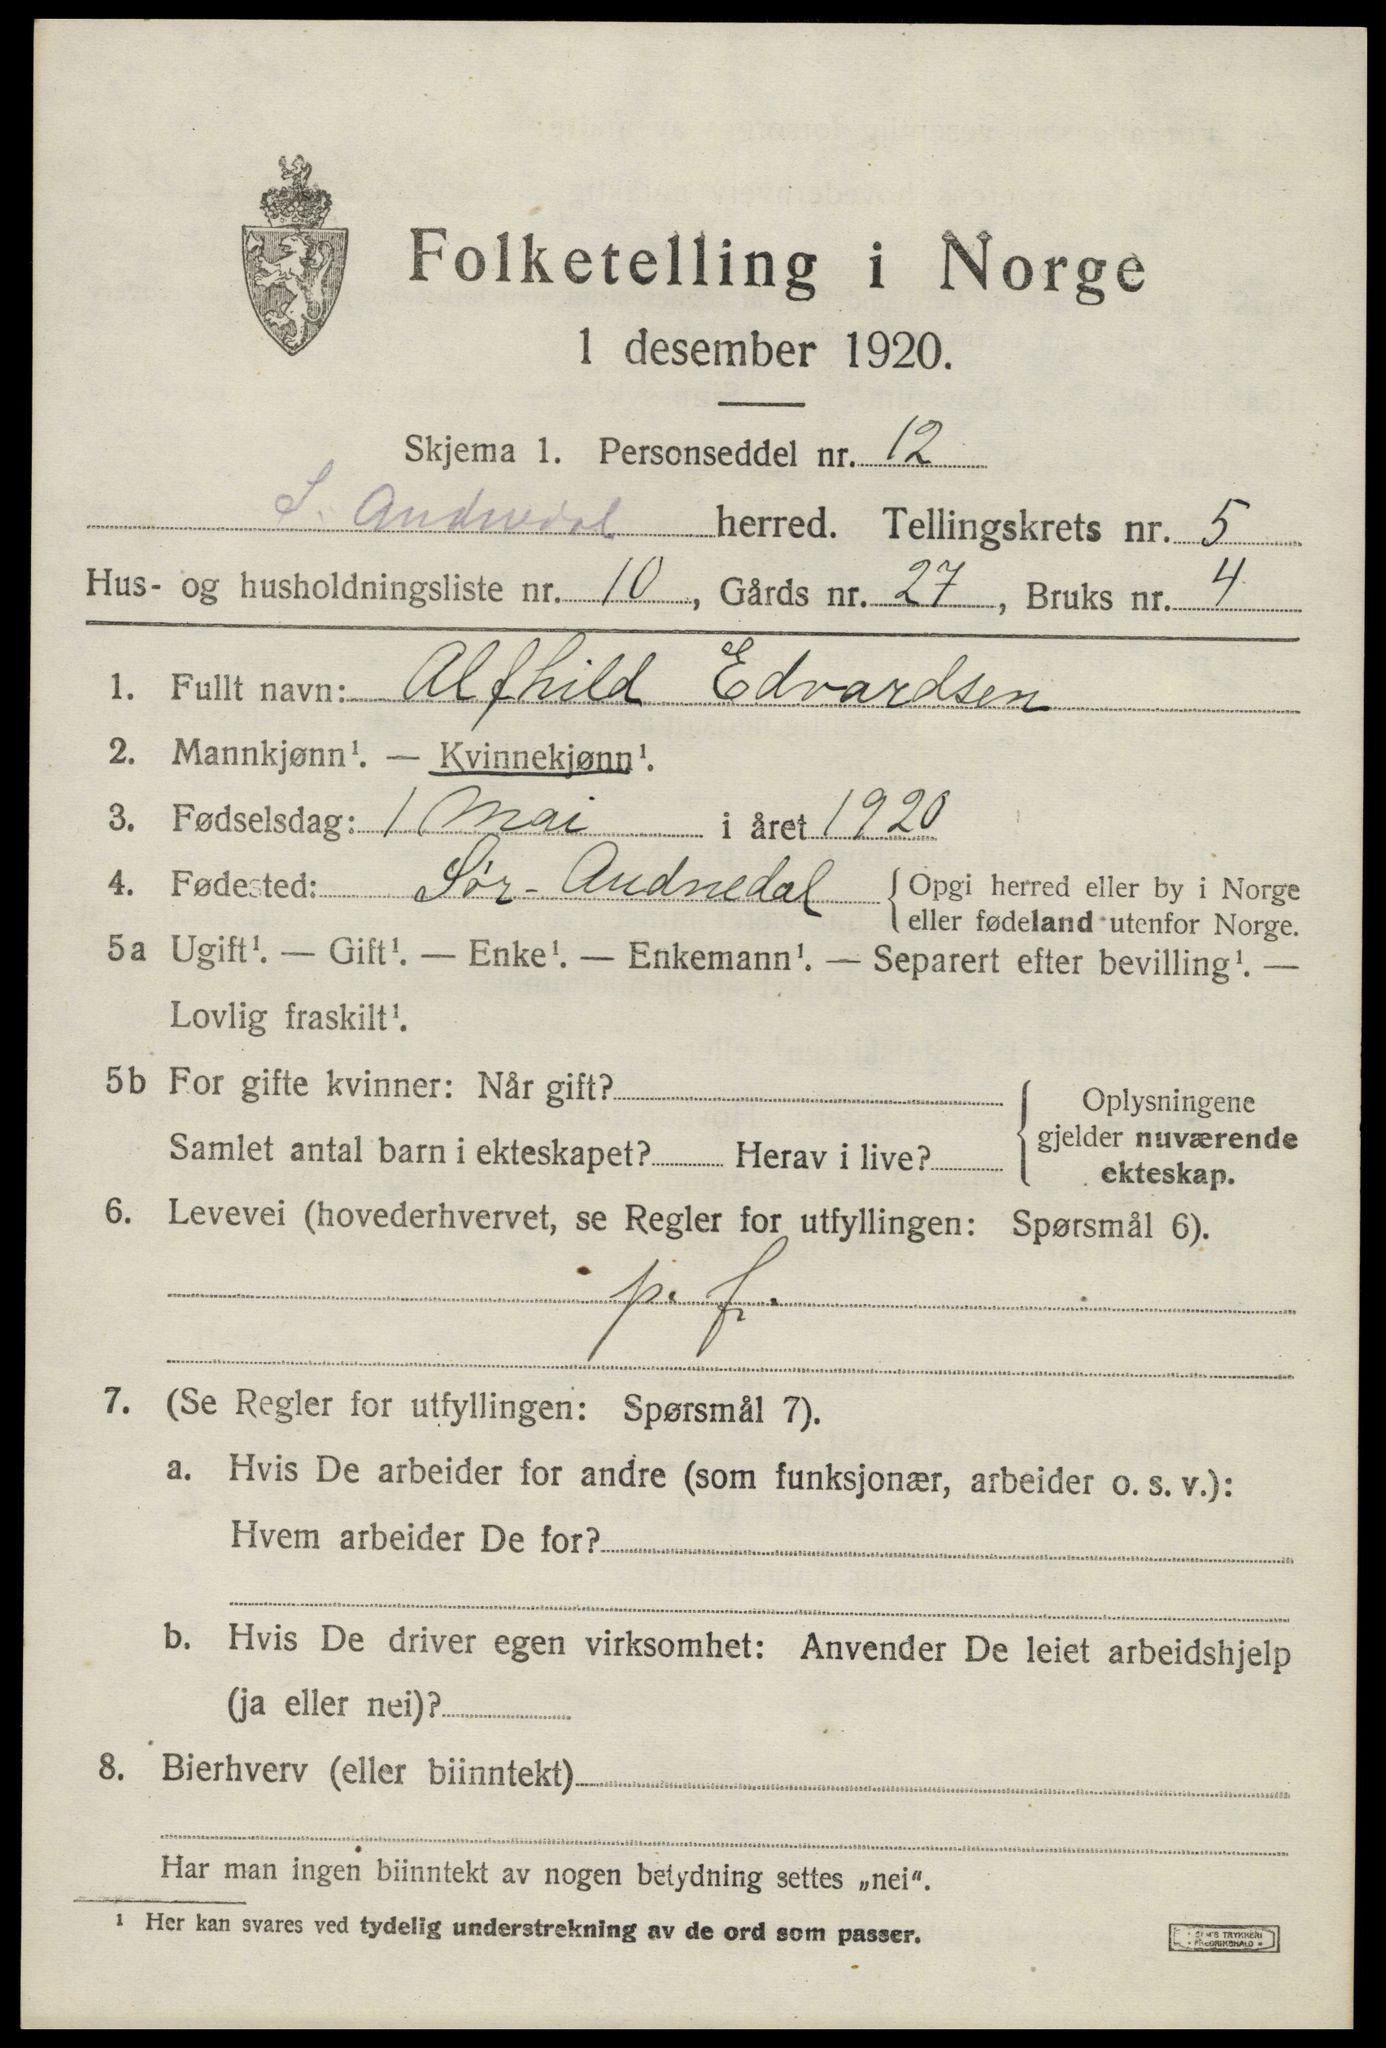 Folketelling i Norge
1 desember 1920.
Skjema 1. Personseddel nr. 12
S. Audnedal herred. Tellingskrets nr. 5
Hus- og husholdningsliste nr. 10, Gårds nr. 27, Bruks nr. 4
1. Fullt navn: Alfhild Edvardsen
2. Mannkjønn¹. — Kvinnekjønn¹.
3. Fødselsdag: 1 Mai i året 1920
4. Fødested: Sør-Audnedal { Opgi herred eller by i Norge
eller fødeland utenfor Norge.
5a Ugift¹. — Gift¹. — Enke¹. — Enkemann¹. — Separert efter bevilling¹. —
Lovlig fraskilt¹.
5b For gifte kvinner: Når gift?
Samlet antal barn i ekteskapet? Herav i live?
Oplysningene
gjelder nuværende
ekteskap.
6. Levevei (hovederhvervet, se Regler for utfyllingen: Spørsmål 6).
p. f.
7. (Se Regler for utfyllingen: Spørsmål 7).
a. Hvis De arbeider for andre (som funksjonær, arbeider o. s. v.):
Hvem arbeider De for?
b. Hvis De driver egen virksomhet: Anvender De leiet arbeidshjelp
(ja eller nei)?
8. Bierhverv (eller biinntekt)
Har man ingen biinntekt av nogen betydning settes „nei“.
¹ Her kan svares ved tydelig understrekning av de ord som passer.
TRYKKERI
FREDRIKSHALD